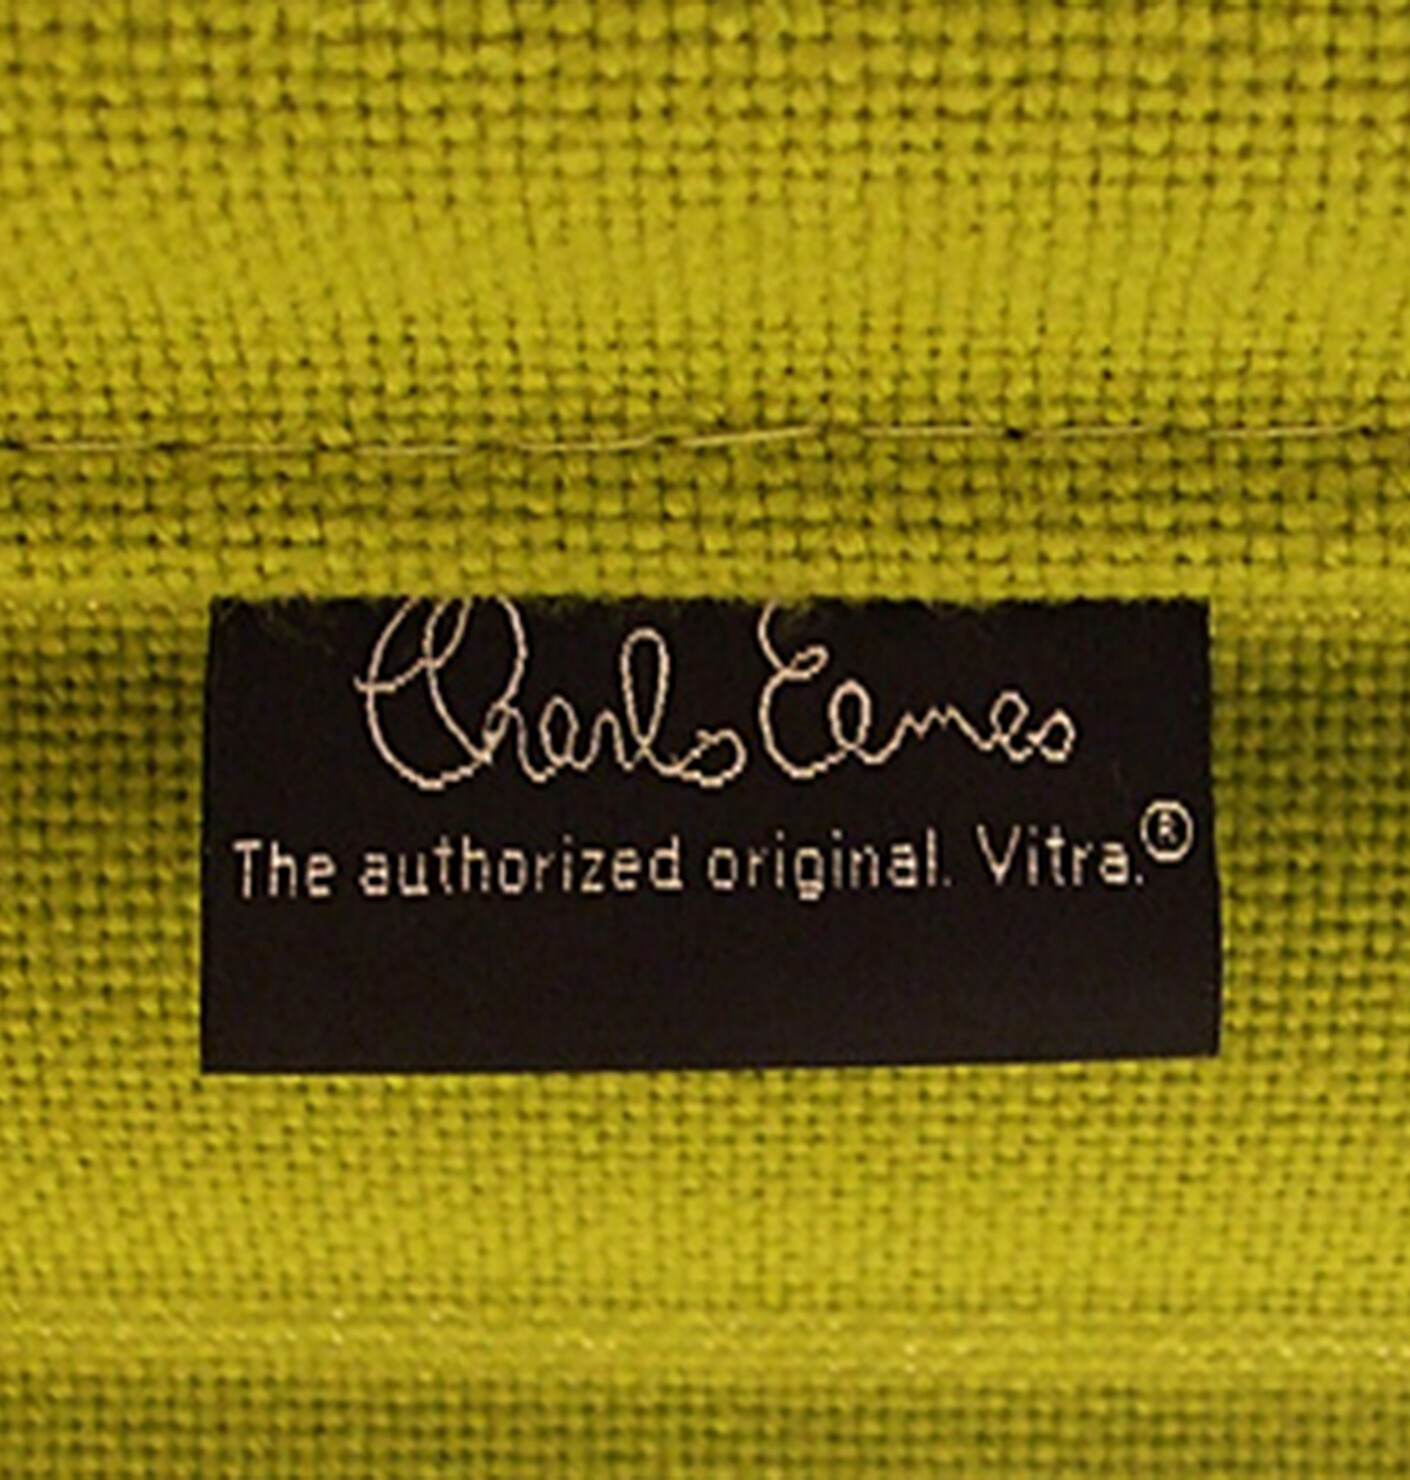 Charles Eames
The authorized original. Vitra.®